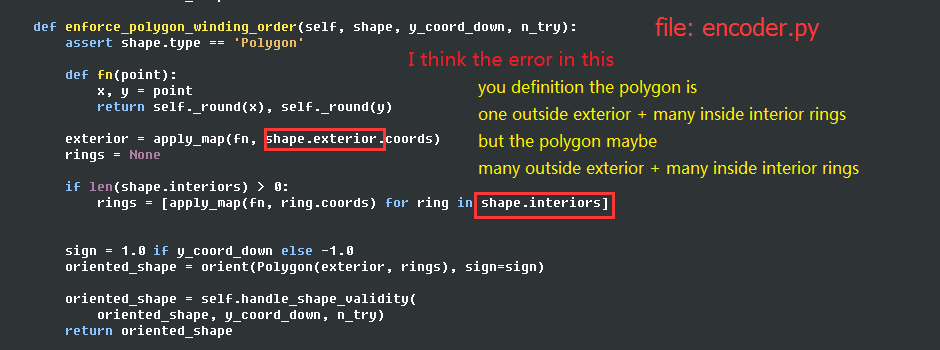 def enforce_polygon_winding_order(self, shape, y_coord_down, n_try):
file: encoder.py
assert shape.type == 'Polygon'
I think the error in this
def fn(point):
you definition the polygon is
x, y = point
return self._round(x), self._round(y)
one outside exterior + many inside interior rings
but the polygon maybe
exterior = apply_map(fn, shape.exterior.coords)
rings = None
many outside exterior + many inside interior rings
if len(shape.interiors) > 0:
rings = [apply_map(fn, ring.coords) for ring in shape.interiors]
sign = 1.0 if y_coord_down else -1.0
oriented_shape = orient(Polygon(exterior, rings), sign=sign)
oriented_shape = self.handle_shape_validity(
oriented_shape, y_coord_down, n_try)
return oriented_shape